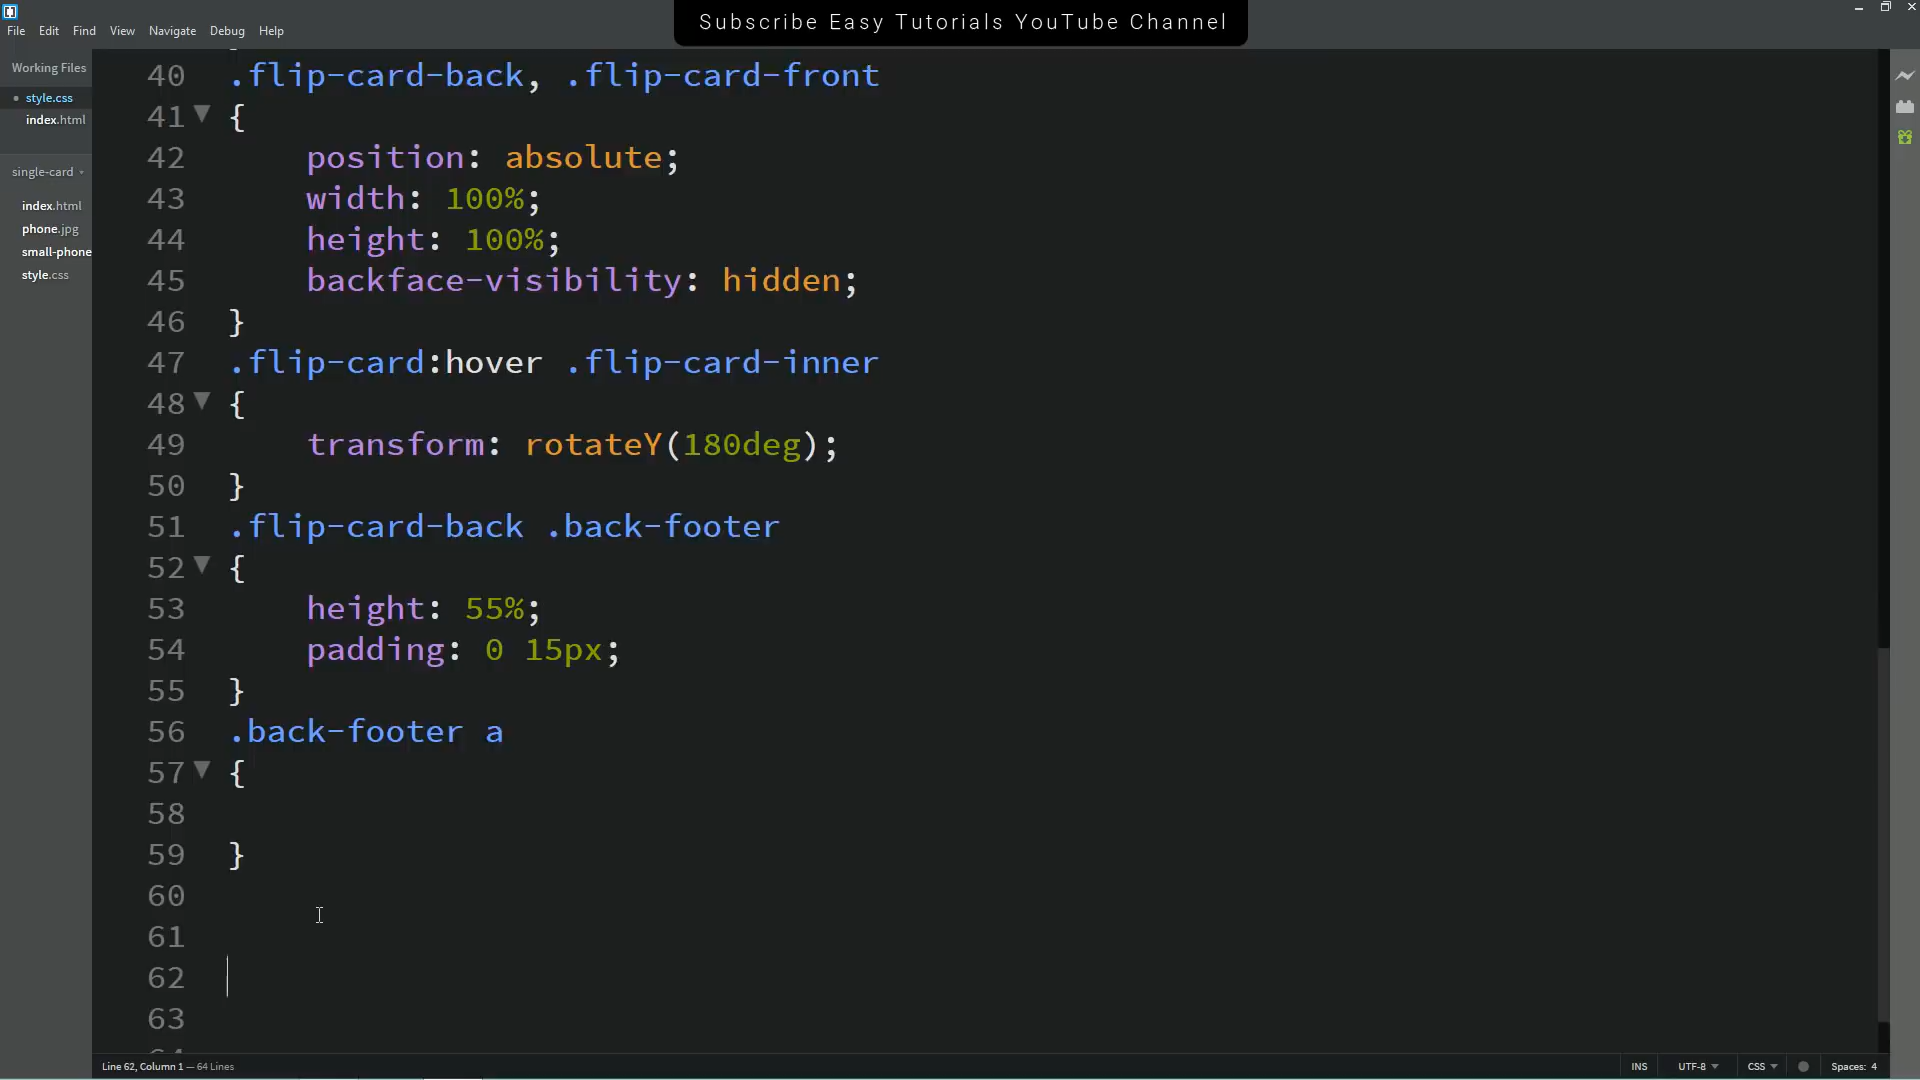 Subscribe Easy Tutorials YouTube Channel
File Edit Find View Navigate Debug Help
Working Files
style.css
index.html
single-card
index.html
phone.jpg
small-phone
style.css
40 .flip-card-back, .flip-card-front
41 {
42 position: absolute;
43 width: 100%;
44 height: 100%;
45 backface-visibility: hidden;
46 }
47 .flip-card:hover .flip-card-inner
48 {
49 transform: rotateY(180deg);
50 }
51 .flip-card-back .back-footer
52 {
53 height: 55%;
54 padding: 0 15px;
55 }
56 .back-footer a
57 {
58
59 }
60
61
62
63
Line 62, Column 1 — 64 Lines
INS UTF-8 CSS Spaces: 4